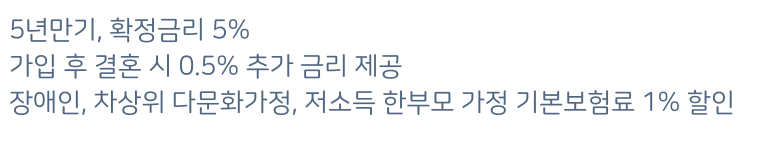 5년만기, 확정금리 5%
가입 후 결혼 시 0.5% 추가 금리 제공
장애인, 차상위 다문화가정, 저소득 한부모 가정 기본보험료 1% 할인